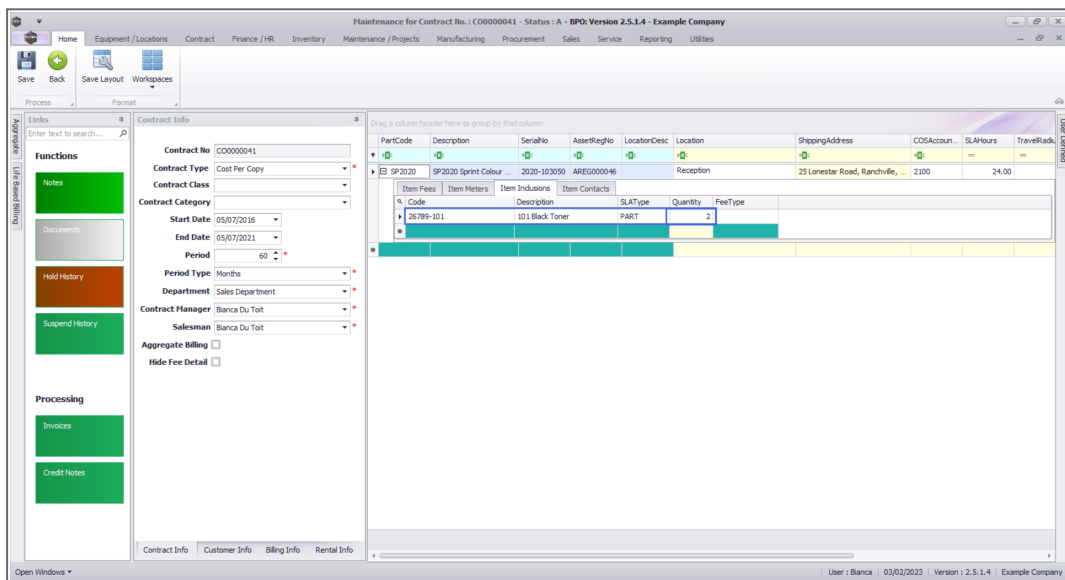 Maintenance for Contract No. : CO0000041 - Status : A - BPO: Version 2.5.1.4 - Example Company
Home Equipment / Locations Contract Finance / HR Inventory Maintenance / Projects Manufacturing Procurement Sales Service Reporting Utilities
Save Back Save Layout Workspaces
Process Format
Links Contract Info
Drag a column header here to group by that column
Aggregate
Life Based Billing
User Defined
Enter text to search...
Functions
Notes
Documents
Hold History
Suspend History
Processing
Invoices
Credit Notes
Contract No CO0000041
Contract Type Cost Per Copy *
Contract Class
Contract Category
Start Date 05/07/2016
End Date 05/07/2021
Period 60 *
Period Type Months *
Department Sales Department *
Contract Manager Bianca Du Toit *
Salesman Bianca Du Toit *
Aggregate Billing
Hide Fee Detail
Contract Info Customer Info Billing Info Rental Info
PartCode Description SerialNo AssetRegNo LocationDesc Location ShippingAddress COSAccoun... SLAHours TravelRadiu
SP2020 SP2020 Sprint Colour ... 2020-103050 AREG000046 Reception 25 Lonestar Road, Ranchville, ... 2100 24.00
Item Fees Item Meters Item Inclusions Item Contacts
Code Description SLAType Quantity FeeType
26789-101 101 Black Toner PART 2
Open Windows User : Bianca 03/02/2023 Version : 2.5.1.4 Example Company